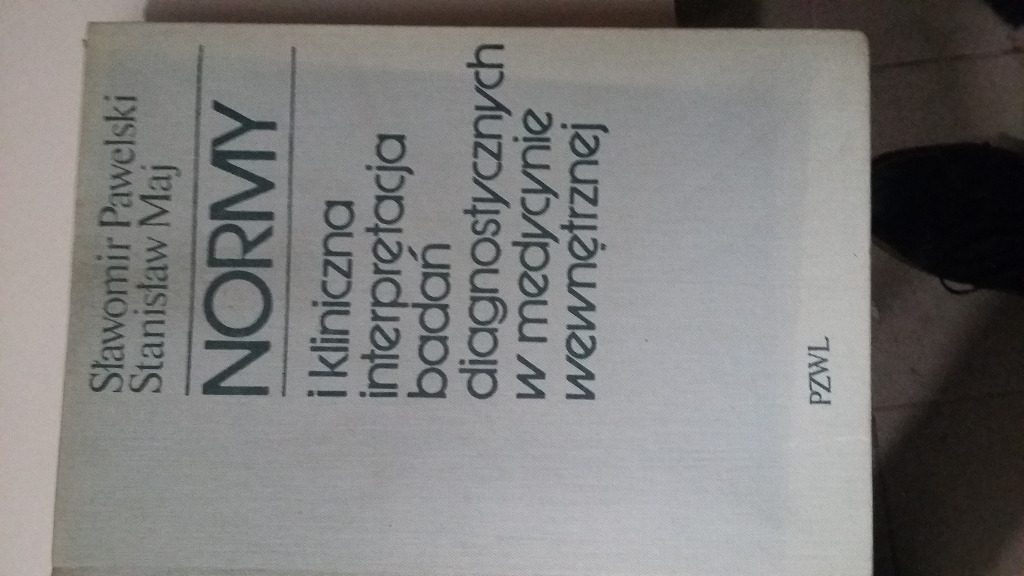 Sławomir Pawelski
Stanisław Maj
NORMY
i kliniczna
interpretacja
badań
diagnostycznych
w medycynie
wewnętrznej
PZWL